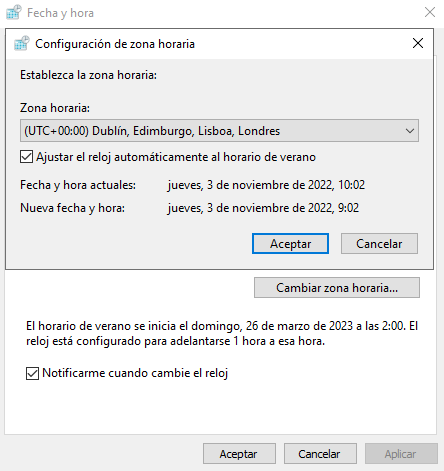 Fecha y hora
Configuración de zona horaria
Establezca la zona horaria:
Zona horaria:
(UTC+00:00) Dublín, Edimburgo, Lisboa, Londres
Ajustar el reloj automáticamente al horario de verano
Fecha y hora actuales: jueves, 3 de noviembre de 2022, 10:02
Nueva fecha y hora: jueves, 3 de noviembre de 2022, 9:02
Aceptar Cancelar
Cambiar zona horaria...
El horario de verano se inicia el domingo, 26 de marzo de 2023 a las 2:00. El
reloj está configurado para adelantarse 1 hora a esa hora.
Notificarme cuando cambie el reloj
Aceptar Cancelar Aplicar